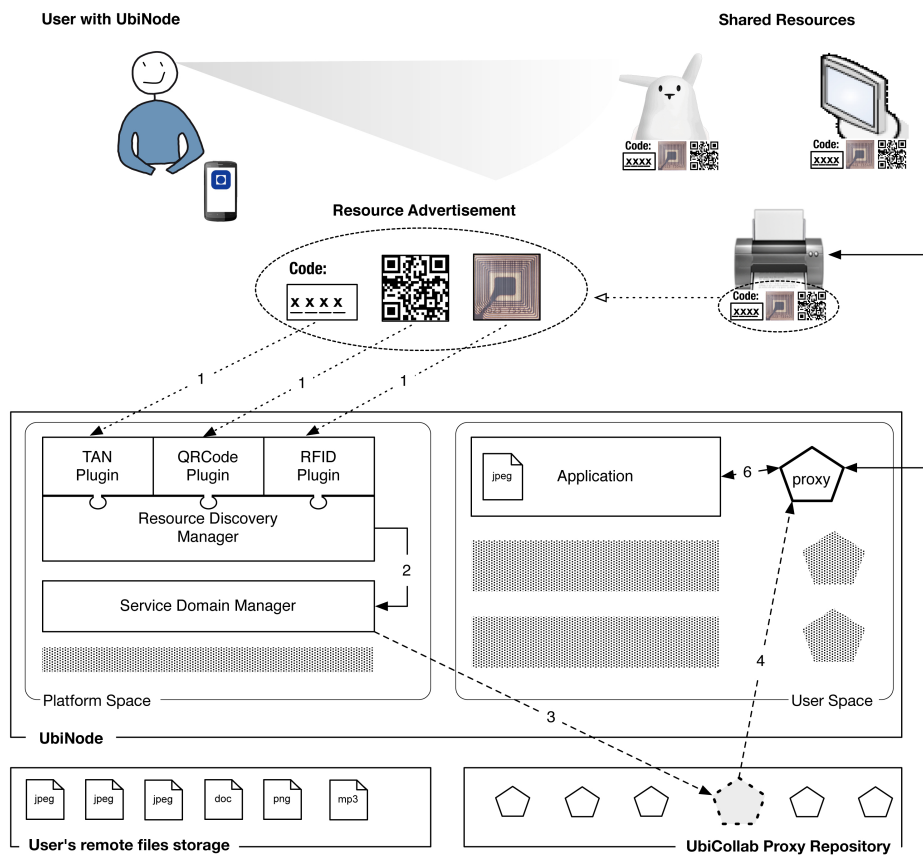 User with UbiNode
Shared Resources
Code:
xxxx
Code:
xxxx
Resource Advertisement
Code:
x x x x
Code:
xxxx
1
1
1
TAN
Plugin
QRCode
Plugin
RFID
Plugin
Resource Discovery
Manager
2
Service Domain Manager
Platform Space
jpeg
Application
6
proxy
4
User Space
3
UbiNode
jpeg
jpeg
jpeg
doc
png
mp3
User's remote files storage
UbiCollab Proxy Repository